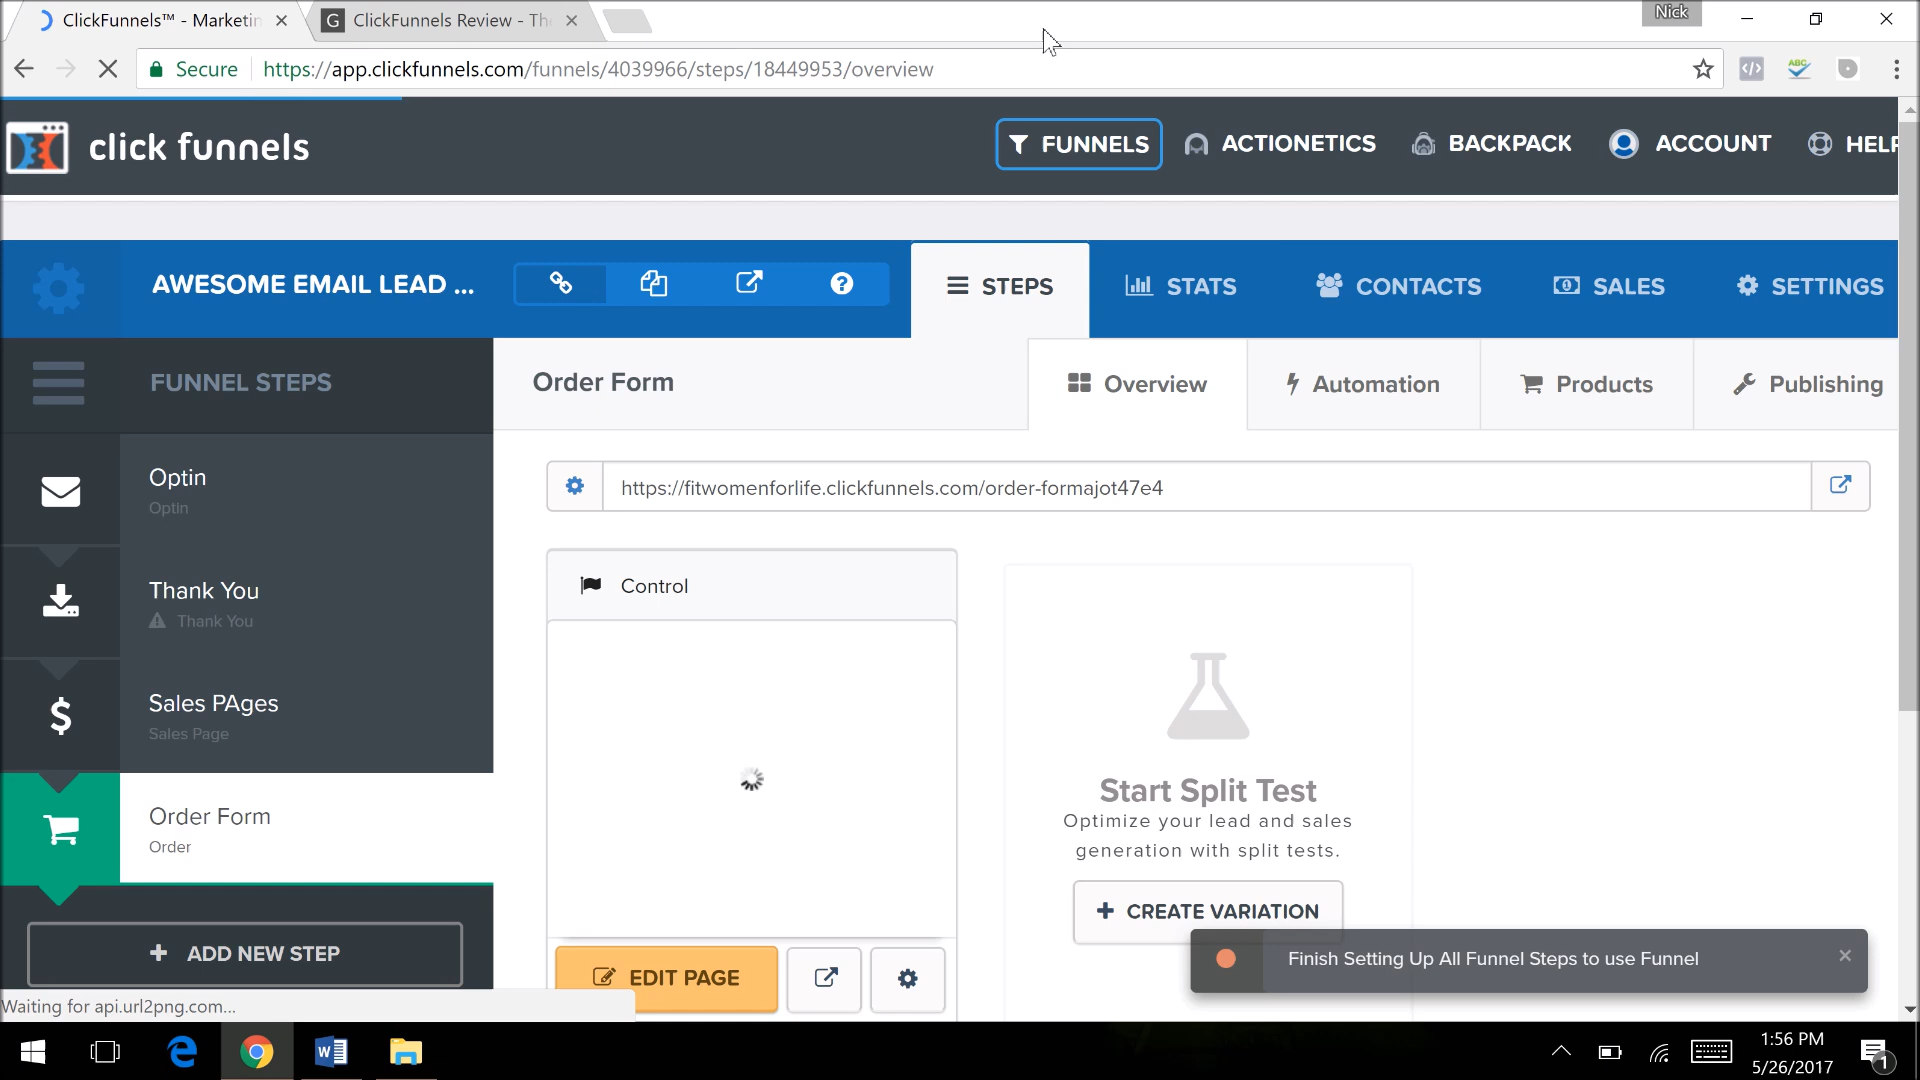 ClickFunnels™ - Marketin
ClickFunnels Review - Th
Nick
Secure
https://app.clickfunnels.com/funnels/4039966/steps/18449953/overview
click funnels
FUNNELS
ACTIONETICS
BACKPACK
ACCOUNT
HELP
AWESOME EMAIL LEAD ...
STEPS
STATS
CONTACTS
SALES
SETTINGS
FUNNEL STEPS
Order Form
Overview
Automation
Products
Publishing
Optin
Optin
https://fitwomenforlife.clickfunnels.com/order-formajot47e4
Thank You
Thank You
Control
Sales PAges
Sales Page
Start Split Test
Optimize your lead and sales
generation with split tests.
CREATE VARIATION
Order Form
Order
ADD NEW STEP
EDIT PAGE
Finish Setting Up All Funnel Steps to use Funnel
Waiting for api.url2png.com...
1:56 PM
5/26/2017
1